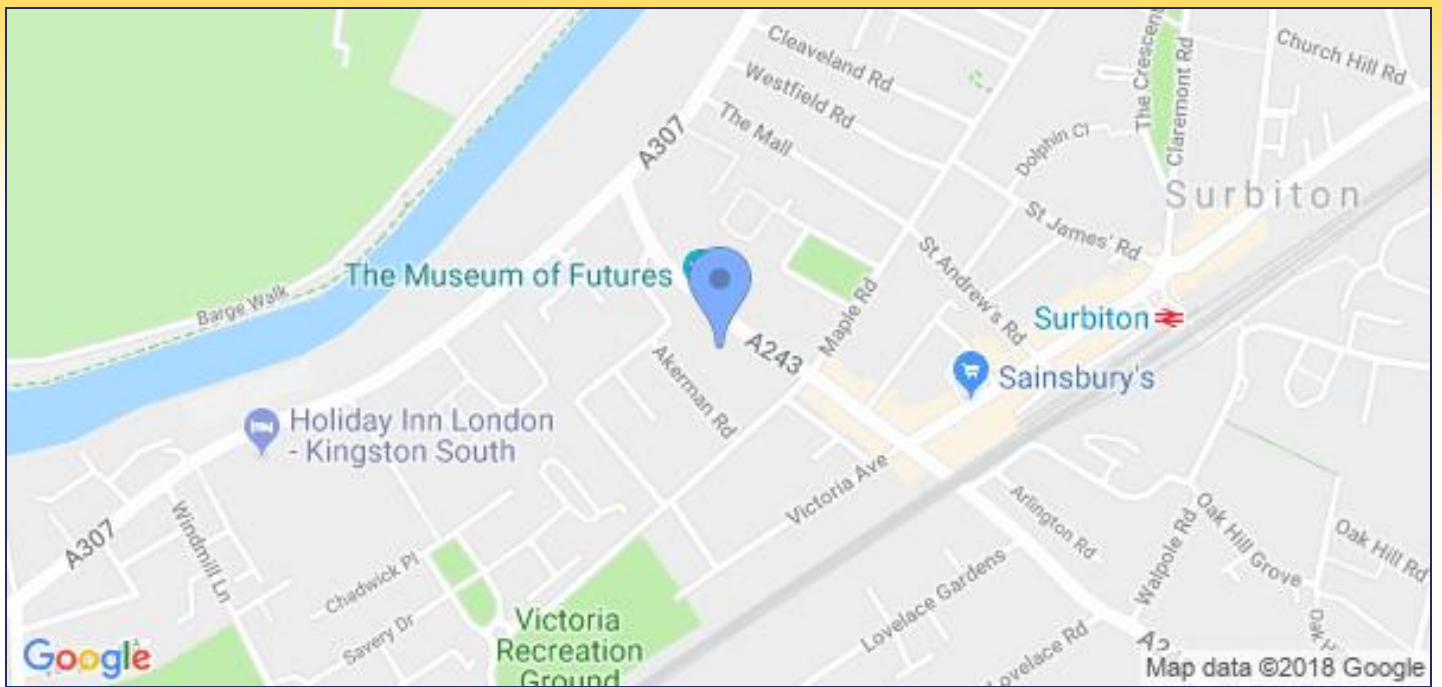 Cleaveland Rd
Westfield Rd
The Mall
A307
The Crescent
Claremont Rd
Church Hill Rd
Dolphin Cl
Surbiton
St James' Rd
St Andrew's Rd
The Museum of Futures
Barge Walk
Maple Rd
Surbiton
A243
Akerman Rd
Sainsbury's
Holiday Inn London
- Kingston South
Victoria Ave
Arlington Rd
Walpole Rd
Oak Hill Grove
Oak Hill Rd
A307
Windmill Ln
Chadwick Pl
Savery Dr
Victoria
Recreation
Ground
Lovelace Gardens
Lovelace Rd
Google
Map data ©2018 Google